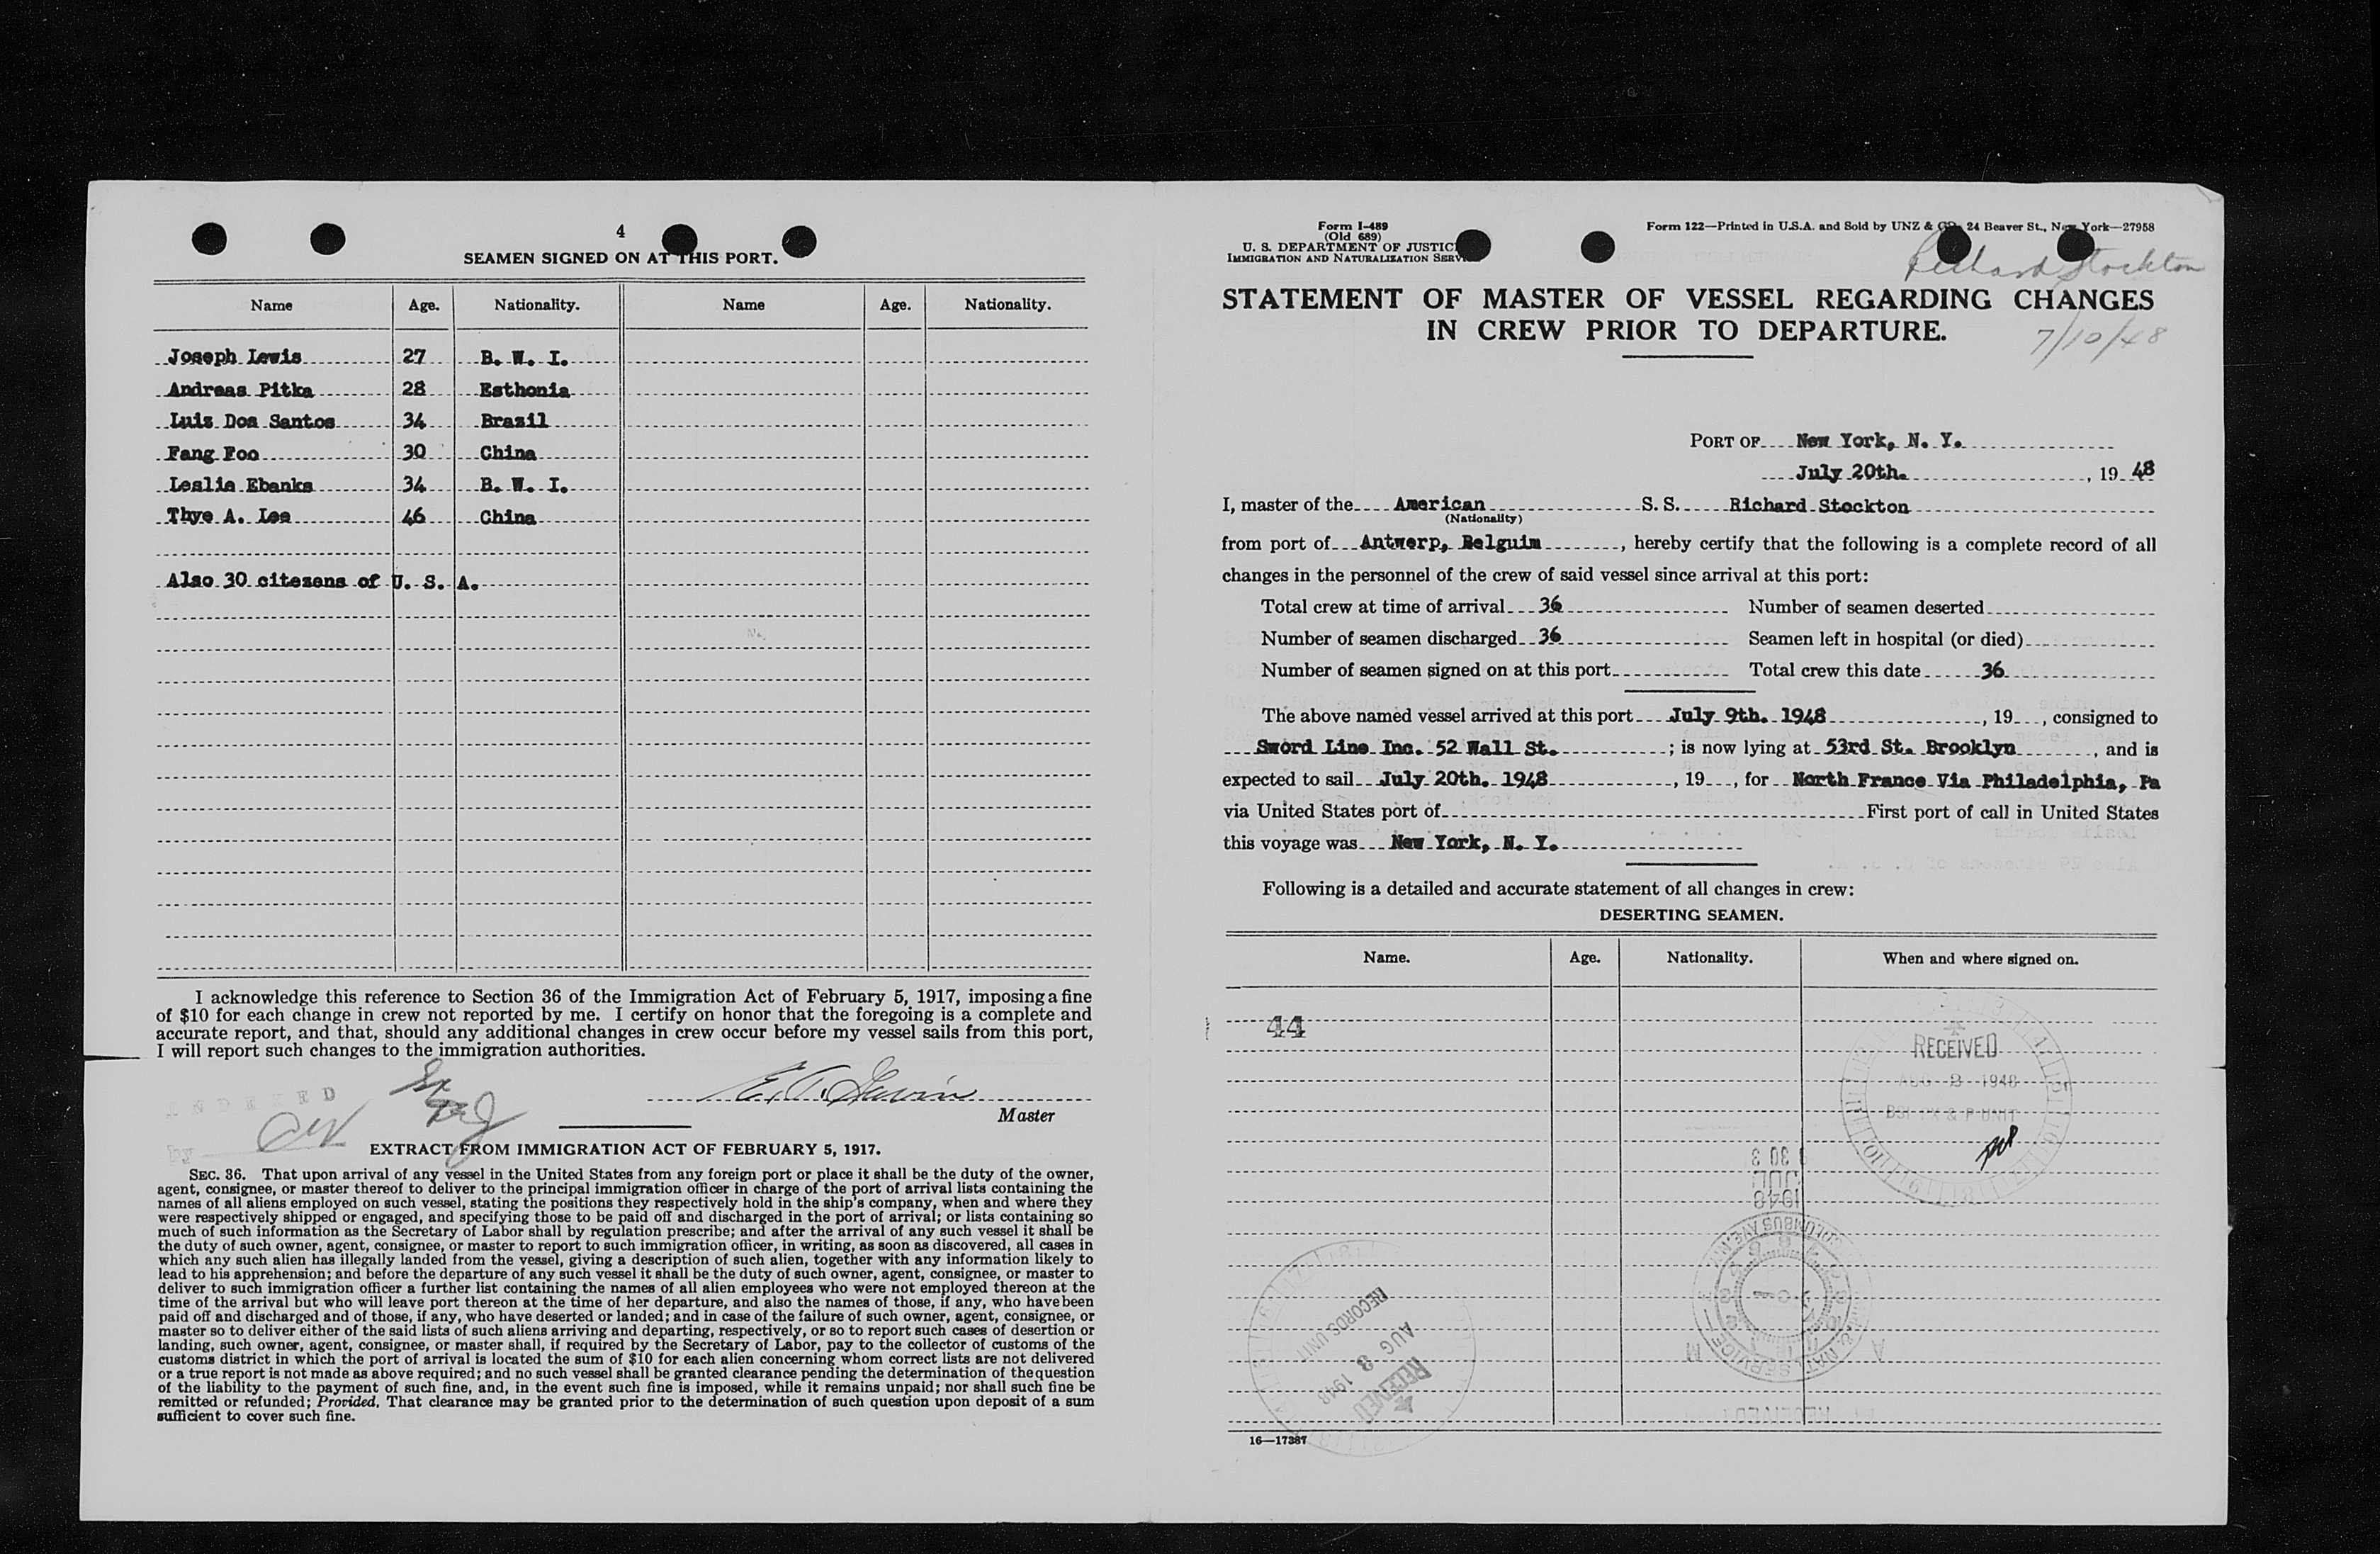 4
SEAMEN SIGNED ON AT THIS PORT.
Name Age. Nationality. Name Age. Nationality.
Joseph Lewis 27 B. W. I.
Andreas Pitka 28 Esthonia
Luiz Dos Santos 34 Brazil
Fang Foo 30 China
Leslie Ebanks 34 B. W. I.
Thye A. Lee 46 China
Also 30 citezens of U. S. A.
I acknowledge this reference to Section 36 of the Immigration Act of February 5, 1917, imposing a fine
of $10 for each change in crew not reported by me. I certify on honor that the foregoing is a complete and
accurate report, and that, should any additional changes in crew occur before my vessel sails from this port,
I will report such changes to the immigration authorities.
INDEXED
by
Master
EXTRACT FROM IMMIGRATION ACT OF FEBRUARY 5, 1917.
SEC. 36. That upon arrival of any vessel in the United States from any foreign port or place it shall be the duty of the owner,
agent, consignee, or master thereof to deliver to the principal immigration officer in charge of the port of arrival lists containing the
names of all aliens employed on such vessel, stating the positions they respectively hold in the ship's company, when and where they
were respectively shipped or engaged, and specifying those to be paid off and discharged in the port of arrival; or lists containing so
much of such information as the Secretary of Labor shall by regulation prescribe; and after the arrival of any such vessel it shall be
the duty of such owner, agent, consignee, or master to report to such immigration officer, in writing, as soon as discovered, all cases in
which any such alien has illegally landed from the vessel, giving a description of such alien, together with any information likely to
lead to his apprehension; and before the departure of any such vessel it shall be the duty of such owner, agent, consignee, or master to
deliver to such immigration officer a further list containing the names of all alien employees who were not employed thereon at the
time of the arrival but who will leave port thereon at the time of her departure, and also the names of those, if any, who have been
paid off and discharged and of those, if any, who have deserted or landed; and in case of the failure of such owner, agent, consignee, or
master so to deliver either of the said lists of such aliens arriving and departing, respectively, or so to report such cases of desertion or
landing, such owner, agent, consignee, or master shall, if required by the Secretary of Labor, pay to the collector of customs of the
customs district in which the port of arrival is located the sum of $10 for each alien concerning whom correct lists are not delivered
or a true report is not made as above required; and no such vessel shall be granted clearance pending the determination of the question
of the liability to the payment of such fine, and, in the event such fine is imposed, while it remains unpaid; nor shall such fine be
remitted or refunded; Provided, That clearance may be granted prior to the determination of such question upon deposit of a sum
sufficient to cover such fine.
Form I-489
(Old 689)
U. S. DEPARTMENT OF JUSTICE
IMMIGRATION AND NATURALIZATION SERV
Form 122—Printed in U.S.A. and Sold by UNZ & CO. 24 Beaver St., New York—27958
Richard Stockton
STATEMENT OF MASTER OF VESSEL REGARDING CHANGES
IN CREW PRIOR TO DEPARTURE.
7/10/48
PORT OF New York, N. Y.
July 20th. , 19 48
I, master of the American S. S. Richard Stockton
(Nationality)
from port of Antwerp, Belguim , hereby certify that the following is a complete record of all
changes in the personnel of the crew of said vessel since arrival at this port:
Total crew at time of arrival 36 Number of seamen deserted
Number of seamen discharged 36 Seamen left in hospital (or died)
Number of seamen signed on at this port Total crew this date 36
The above named vessel arrived at this port July 9th. 1948 , 19 , consigned to
Sword Line Inc. 52 Wall St. ; is now lying at 53rd St. Brooklyn , and is
expected to sail July 20th. 1948 , 19 , for North France Via Philadelphia, Pa
via United States port of First port of call in United States
this voyage was New York, N. Y.
Following is a detailed and accurate statement of all changes in crew:
DESERTING SEAMEN.
Name. Age. Nationality. When and where signed on.
44
RECEIVED
AUG 3 1948
RECORDS UNIT
AUG 3 1948
RECEIVED
16—17387